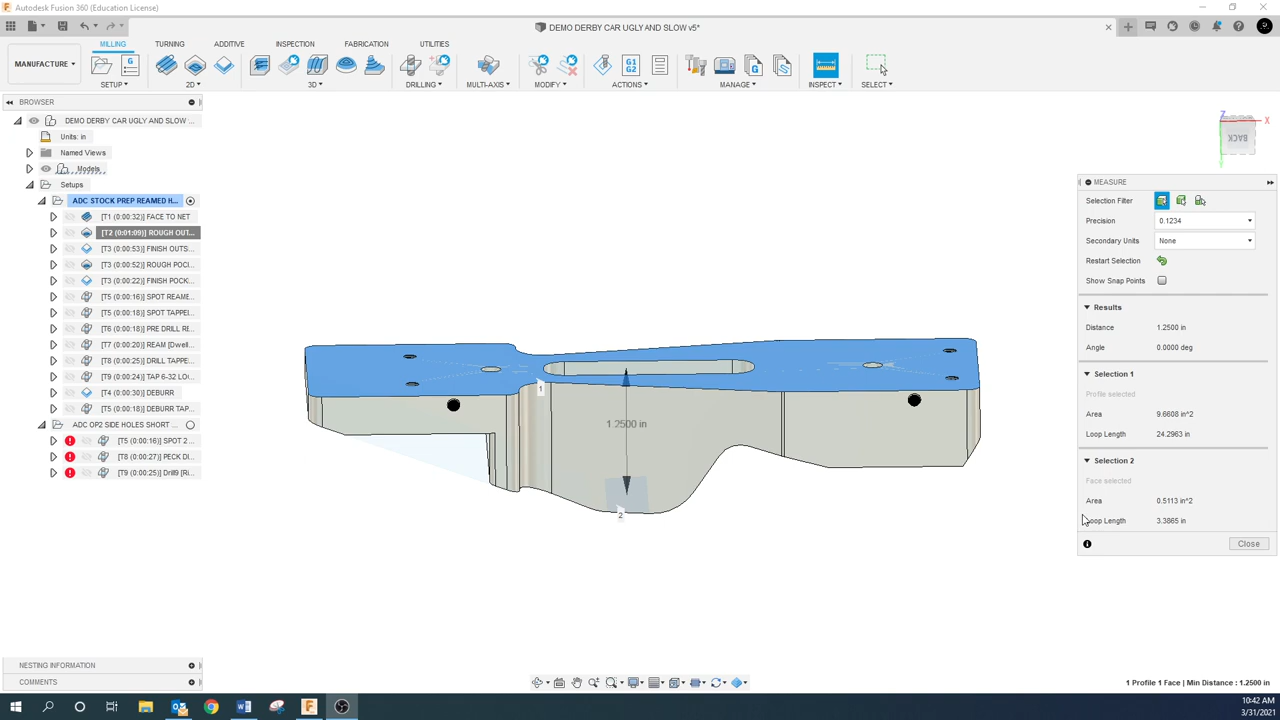 Autodesk Fusion 360 (Education License)
DEMO DERBY CAR UGLY AND SLOW v5*
MANUFACTURE
MILLING
TURNING
ADDITIVE
INSPECTION
FABRICATION
UTILITIES
G1
G2
SETUP
2D
3D
DRILLING
MULTI-AXIS
MODIFY
ACTIONS
MANAGE
INSPECT
SELECT
BROWSER
DEMO DERBY CAR UGLY AND SLOW ...
Units: in
Named Views
Models
Setups
ADC STOCK PREP REAMED H...
[T1 (0:00:32)] FACE TO NET
[T2 (0:01:09)] ROUGH OUT...
[T3 (0:00:53)] FINISH OUTS...
[T3 (0:00:52)] ROUGH POC...
[T3 (0:00:22)] FINISH POCK...
[T5 (0:00:16)] SPOT REAME...
[T5 (0:00:18)] SPOT TAPPE...
[T6 (0:00:18)] PRE DRILL RE...
[T7 (0:00:20)] REAM [Dwell...
[T8 (0:00:25)] DRILL TAPPE...
[T9 (0:00:24)] TAP 6-32 LO...
[T4 (0:00:30)] DEBURR
[T5 (0:00:18)] DEBURR TAP...
ADC OP2 SIDE HOLES SHORT ...
[T5 (0:00:16)] SPOT 2 ...
[T8 (0:00:27)] PECK D...
[T9 (0:00:25)] Drill9 [Ri...
1
1.2500 in
2
Z
X
BACK
MEASURE
Selection Filter
Precision 0.1234
Secondary Units None
Restart Selection
Show Snap Points
Results
Distance 1.2500 in
Angle 0.0000 deg
Selection 1
Profile selected
Area 9.6608 in^2
Loop Length 24.2963 in
Selection 2
Face selected
Area 0.5113 in^2
Loop Length 3.3865 in
Close
NESTING INFORMATION
COMMENTS
1 Profile 1 Face | Min Distance : 1.2500 in
10:42 AM
3/31/2021